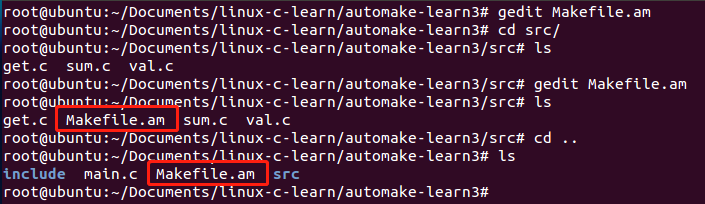 root@ubuntu:~/Documents/linux-c-learn/automake-learn3# gedit Makefile.am
root@ubuntu:~/Documents/linux-c-learn/automake-learn3# cd src/
root@ubuntu:~/Documents/linux-c-learn/automake-learn3/src# ls
get.c  sum.c  val.c
root@ubuntu:~/Documents/linux-c-learn/automake-learn3/src# gedit Makefile.am
root@ubuntu:~/Documents/linux-c-learn/automake-learn3/src# ls
get.c  Makefile.am  sum.c  val.c
root@ubuntu:~/Documents/linux-c-learn/automake-learn3/src# cd ..
root@ubuntu:~/Documents/linux-c-learn/automake-learn3# ls
include  main.c  Makefile.am  src
root@ubuntu:~/Documents/linux-c-learn/automake-learn3#